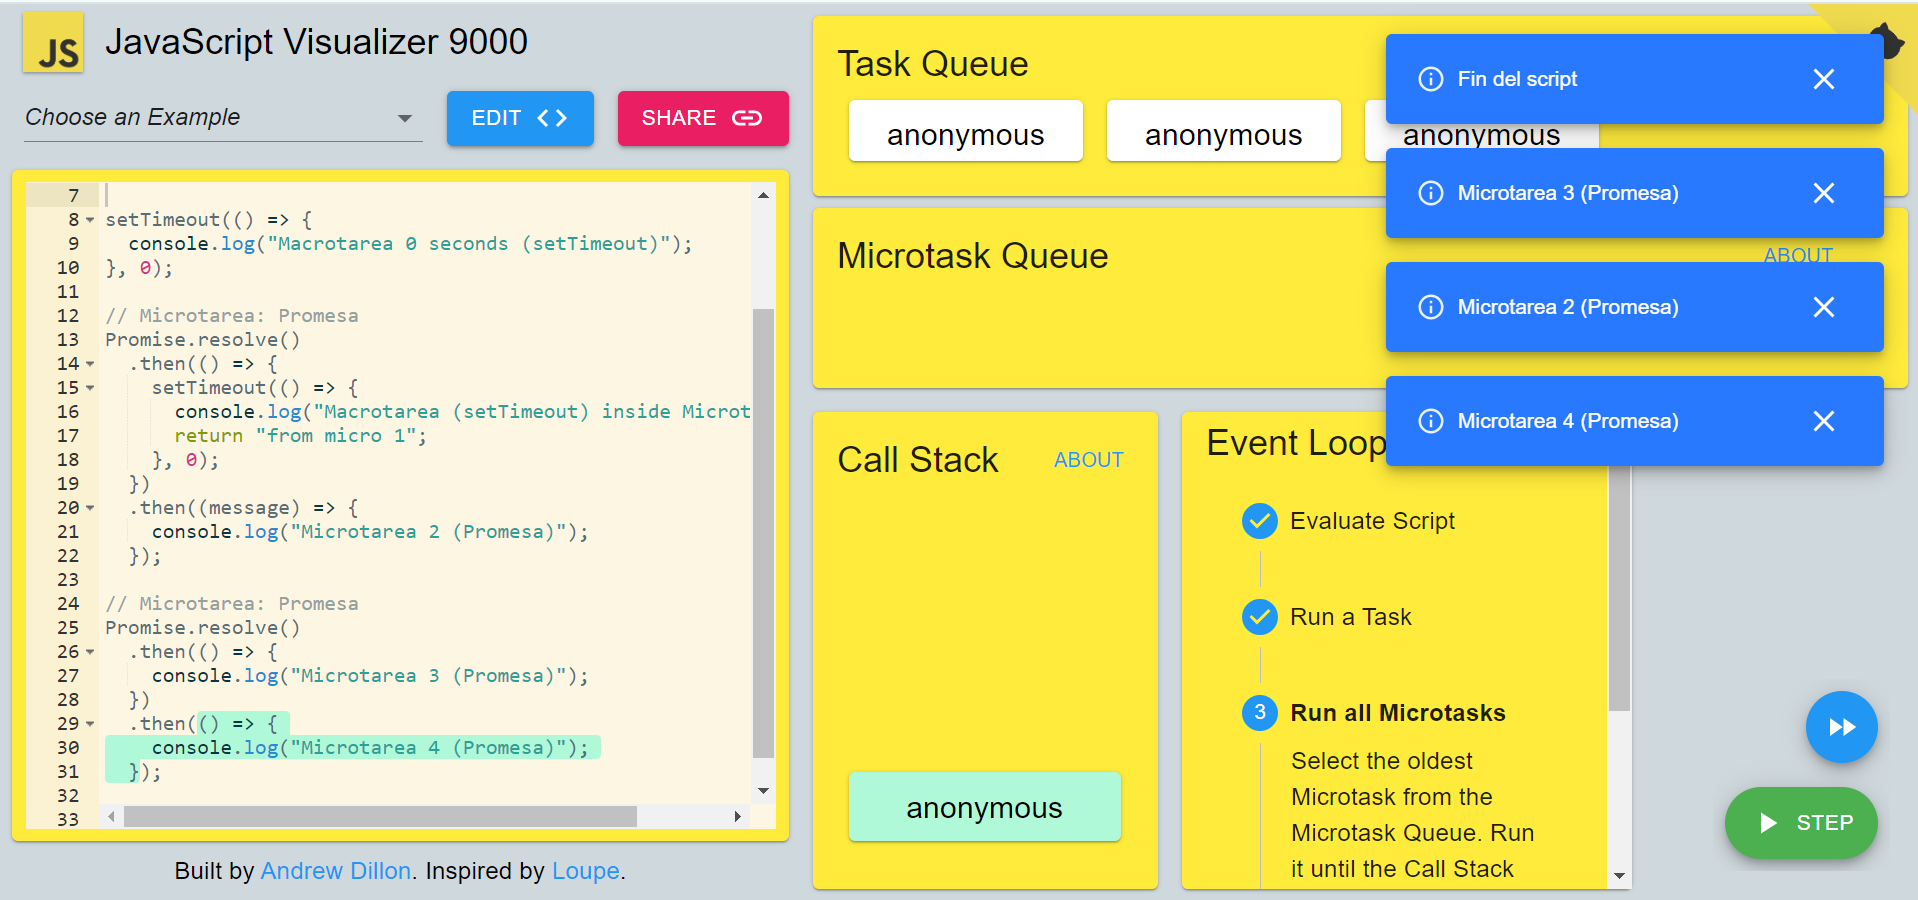 JS
JavaScript Visualizer 9000
Choose an Example
EDIT
SHARE
7
8 setTimeout(() => {
9 console.log("Macrotarea 0 seconds (setTimeout)");
10 }, 0);
11
12 // Microtarea: Promesa
13 Promise.resolve()
14 .then(() => {
15 setTimeout(() => {
16 console.log("Macrotarea (setTimeout) inside Microt
17 return "from micro 1";
18 }, 0);
19 })
20 .then((message) => {
21 console.log("Microtarea 2 (Promesa)");
22 });
23
24 // Microtarea: Promesa
25 Promise.resolve()
26 .then(() => {
27 console.log("Microtarea 3 (Promesa)");
28 })
29 .then(() => {
30 console.log("Microtarea 4 (Promesa)");
31 });
32
33
Built by Andrew Dillon. Inspired by Loupe.
Task Queue
anonymous anonymous anonymous
Microtask Queue
ABOUT
Fin del script
Microtarea 3 (Promesa)
Microtarea 2 (Promesa)
Microtarea 4 (Promesa)
Call Stack
ABOUT
anonymous
Event Loop
Evaluate Script
Run a Task
3 Run all Microtasks
Select the oldest
Microtask from the
Microtask Queue. Run
it until the Call Stack
STEP